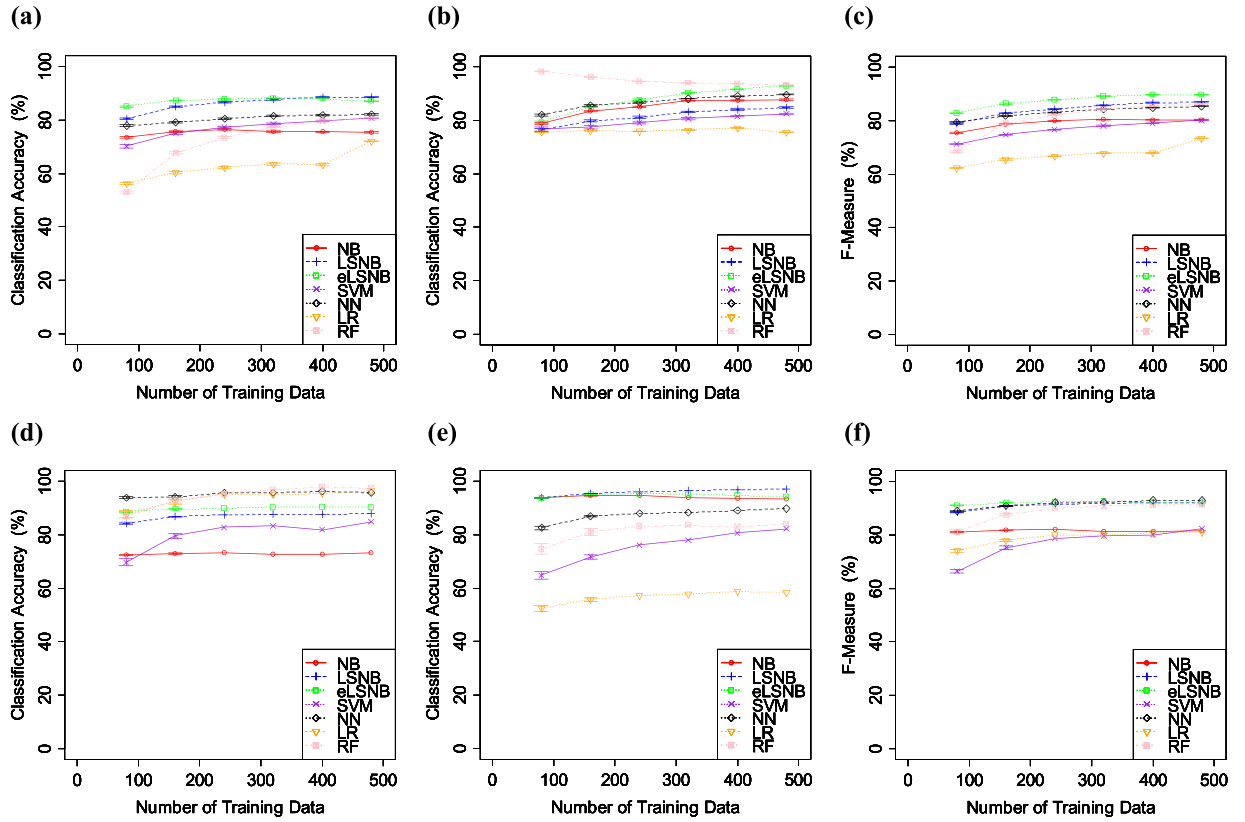 (a)
(b)
(c)
Classification Accuracy (%)
0 20 40 60 80 100
0 100 200 300 400 500
Number of Training Data
NB
LSNB
eLSNB
SVM
NN
LR
RF
Classification Accuracy (%)
0 20 40 60 80 100
0 100 200 300 400 500
Number of Training Data
NB
LSNB
eLSNB
SVM
NN
LR
RF
F-Measure (%)
0 20 40 60 80 100
0 100 200 300 400 500
Number of Training Data
NB
LSNB
eLSNB
SVM
NN
LR
RF
(d)
(e)
(f)
Classification Accuracy (%)
0 20 40 60 80 100
0 100 200 300 400 500
Number of Training Data
NB
LSNB
eLSNB
SVM
NN
LR
RF
Classification Accuracy (%)
0 20 40 60 80 100
0 100 200 300 400 500
Number of Training Data
NB
LSNB
eLSNB
SVM
NN
LR
RF
F-Measure (%)
0 20 40 60 80 100
0 100 200 300 400 500
Number of Training Data
NB
LSNB
eLSNB
SVM
NN
LR
RF